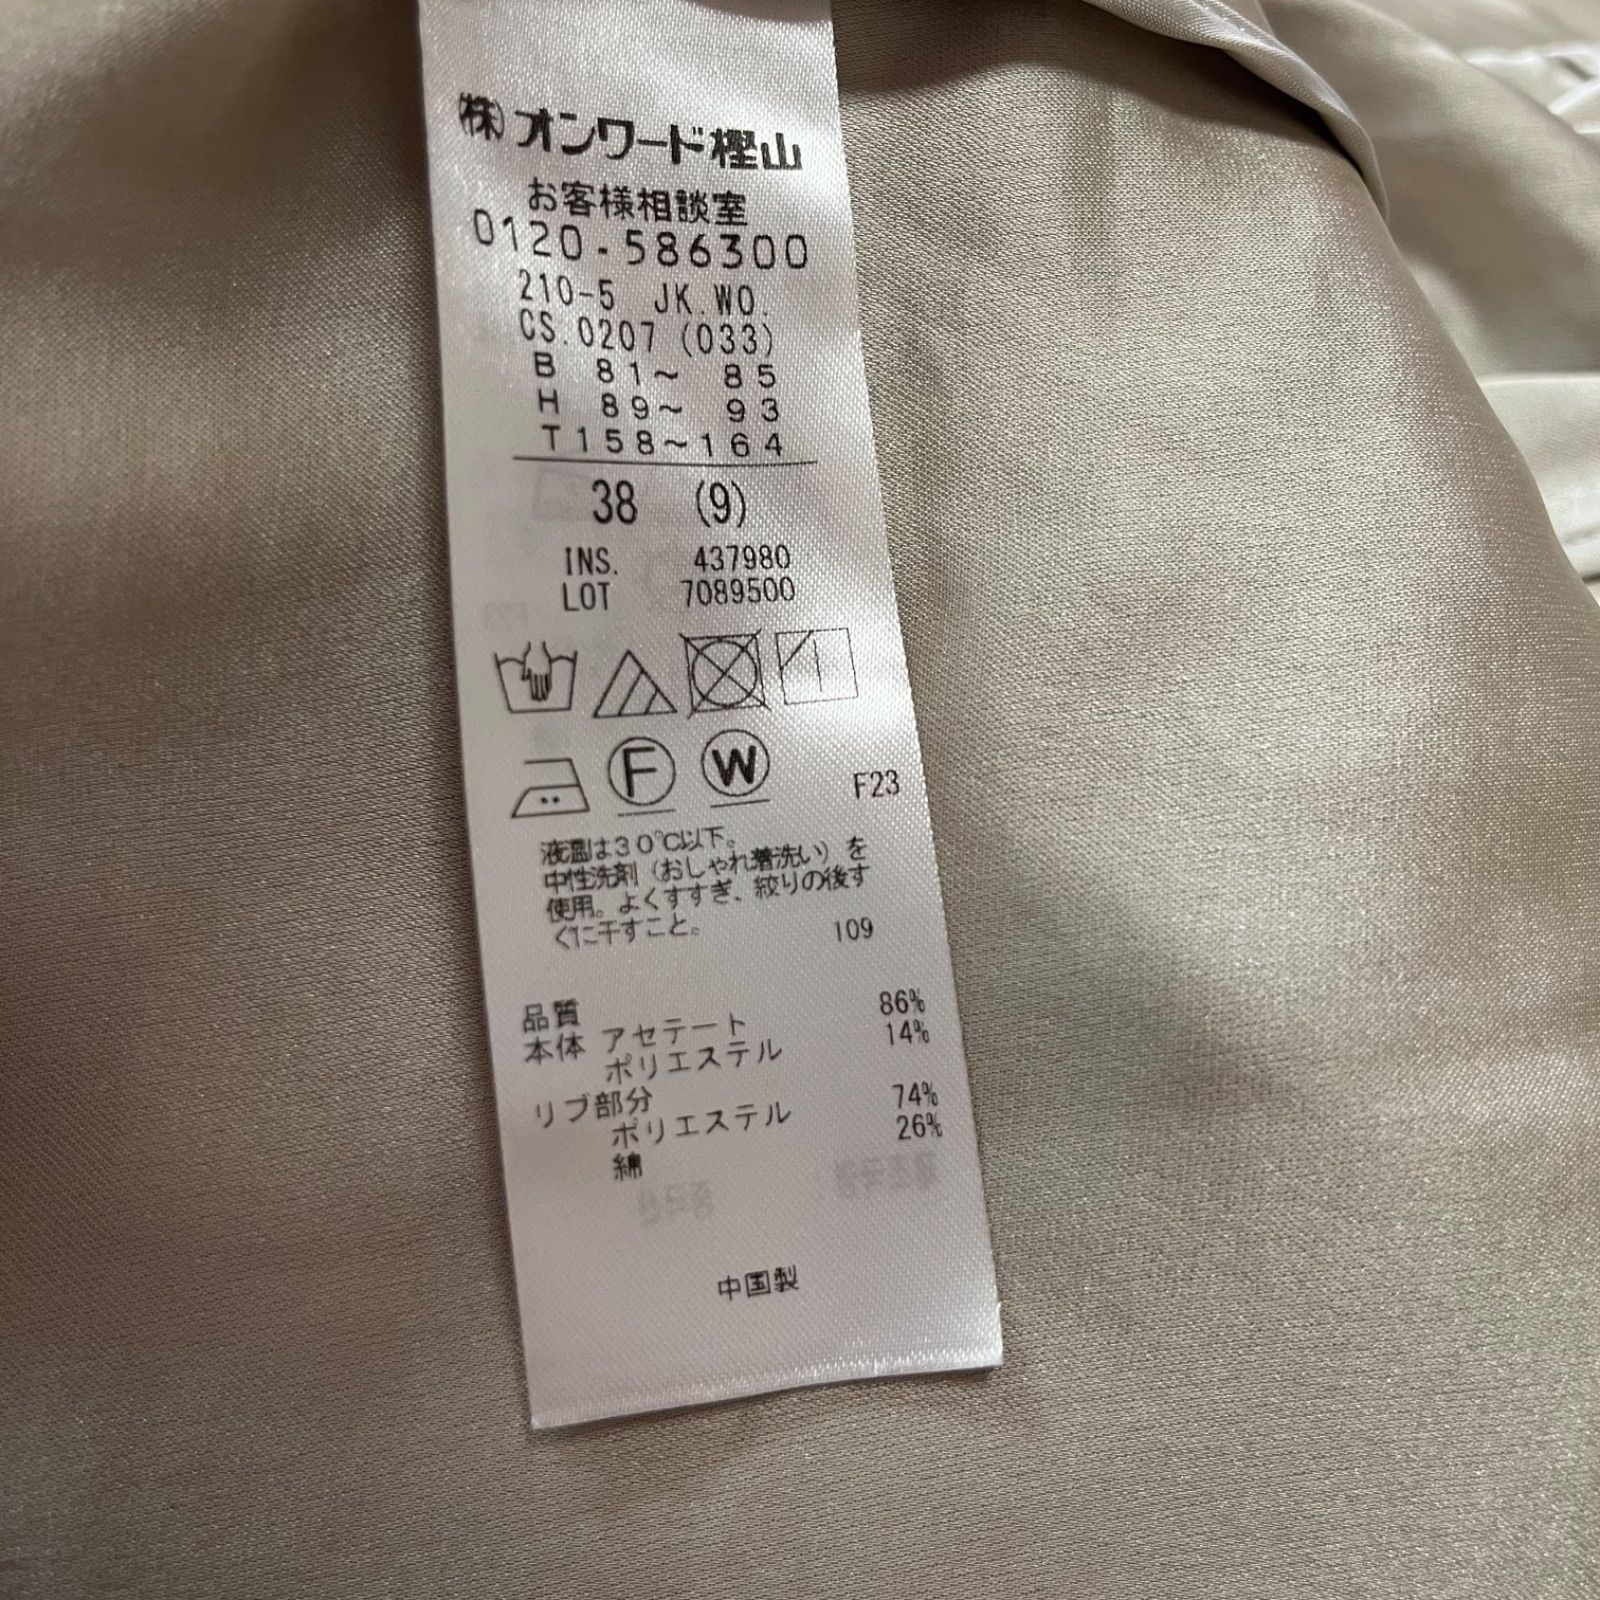 ㈱オンワード樫山
お客様相談室
0120-586300
210-5 JK.WO.
CS.0207 (033)
B 81～ 85
H 89～ 93
T158～164
38 (9)
INS. 437980
LOT 7089500
F W F23
液温は30℃以下。
中性洗剤（おしゃれ着洗い）を
使用。よくすすぎ、絞りの後す
ぐに干すこと。 109
品質
本体 アセテート 86%
ポリエステル 14%
リブ部分
ポリエステル 74%
綿 26%
中国製